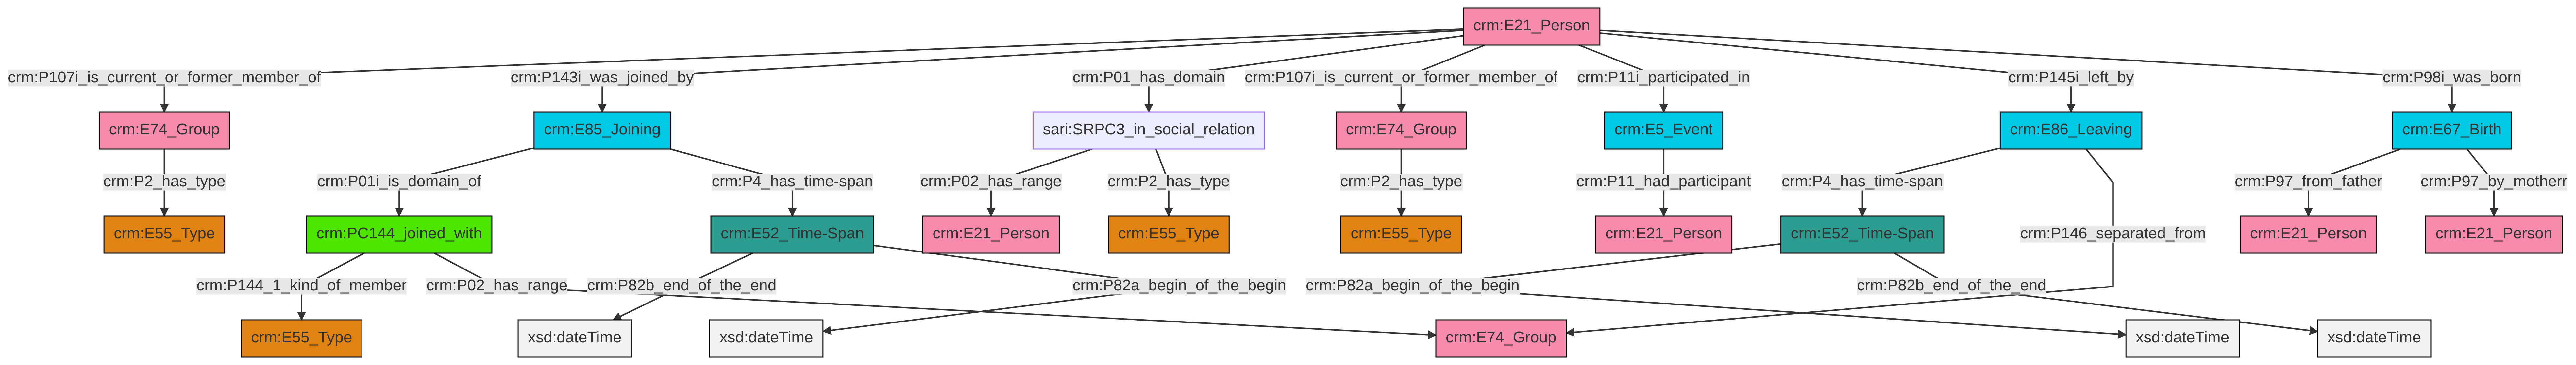 crm:E21_Person
crm:P107i_is_current_or_former_member_of
crm:P143i_was_joined_by
crm:P01_has_domain
crm:P107i_is_current_or_former_member_of
crm:P11i_participated_in
crm:P145i_left_by
crm:P98i_was_born
crm:E74_Group
crm:E85_Joining
sari:SRPC3_in_social_relation
crm:E74_Group
crm:E5_Event
crm:E86_Leaving
crm:E67_Birth
crm:P2_has_type
crm:P01i_is_domain_of
crm:P4_has_time-span
crm:P02_has_range
crm:P2_has_type
crm:P2_has_type
crm:P11_had_participant
crm:P4_has_time-span
crm:P97_from_father
crm:P97_by_motherr
crm:E55_Type
crm:PC144_joined_with
crm:E52_Time-Span
crm:E21_Person
crm:E55_Type
crm:E55_Type
crm:E21_Person
crm:E52_Time-Span
crm:P146_separated_from
crm:E21_Person
crm:E21_Person
crm:P144_1_kind_of_member
crm:P02_has_range
crm:P82b_end_of_the_end
crm:P82a_begin_of_the_begin
crm:P82a_begin_of_the_begin
crm:P82b_end_of_the_end
crm:E55_Type
xsd:dateTime
xsd:dateTime
crm:E74_Group
xsd:dateTime
xsd:dateTime